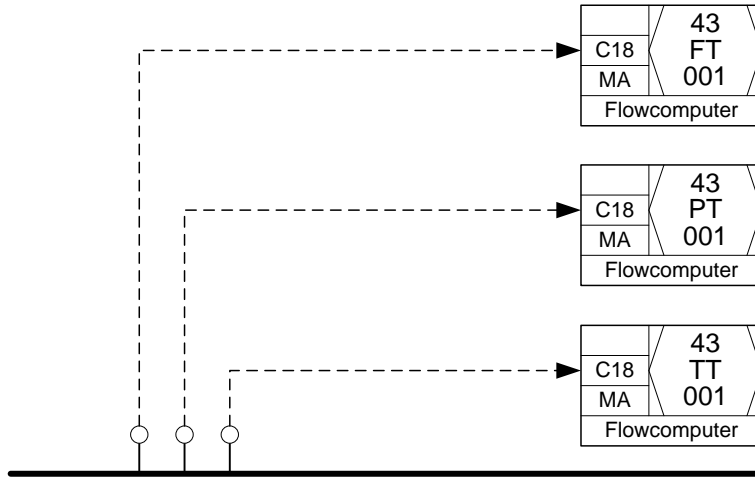 43
C18 FT
MA 001
Flowcomputer
43
C18 PT
MA 001
Flowcomputer
43
C18 TT
MA 001
Flowcomputer